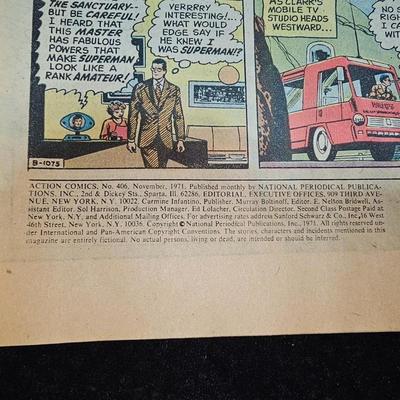 THE SANCTUARY--
BUT BE CAREFUL! I
HEARD THAT
THIS MASTER
HAS FABULOUS
POWERS THAT
MAKE SUPERMAN
LOOK LIKE A
RANK AMATEUR!
VERRRY
INTERESTING!...
WHAT WOULD
EDGE SAY IF
HE KNEW I
WAS SUPERMAN!?
AS CLARK'S
MOBILE TV
STUDIO HEADS
WESTWARD...
NO S
RIGHT
I CA
WIT
B-1075
ACTION COMICS, No. 406, November, 1971. Published monthly by NATIONAL PERIODICAL PUBLICA-
TIONS, INC., 2nd & Dickey Sts., Sparta, Ill. 62286. EDITORIAL, EXECUTIVE OFFICES, 909 THIRD AVE-
NUE, NEW YORK, N.Y. 10022. Carmine Infantino, Publisher. Murray Boltinoff, Editor. E. Nelson Bridwell, As-
sistant Editor. Sol Harrison, Production Manager. Ed Lolacher, Circulation Director. Second Class Postage Paid at
New York, N.Y. and Additional Mailing Offices. For advertising rates address Sanford Schwarz & Co., Inc, 16 West
46th Street, New York, N.Y. 10036. Copyright © National Periodical Publications, Inc., 1971. All rights reserved un-
der International and Pan-American Copyright Conventions. The stories, characters and incidents mentioned in this
magazine are entirely fictional. No actual persons, living or dead, are intended or should be inferred.